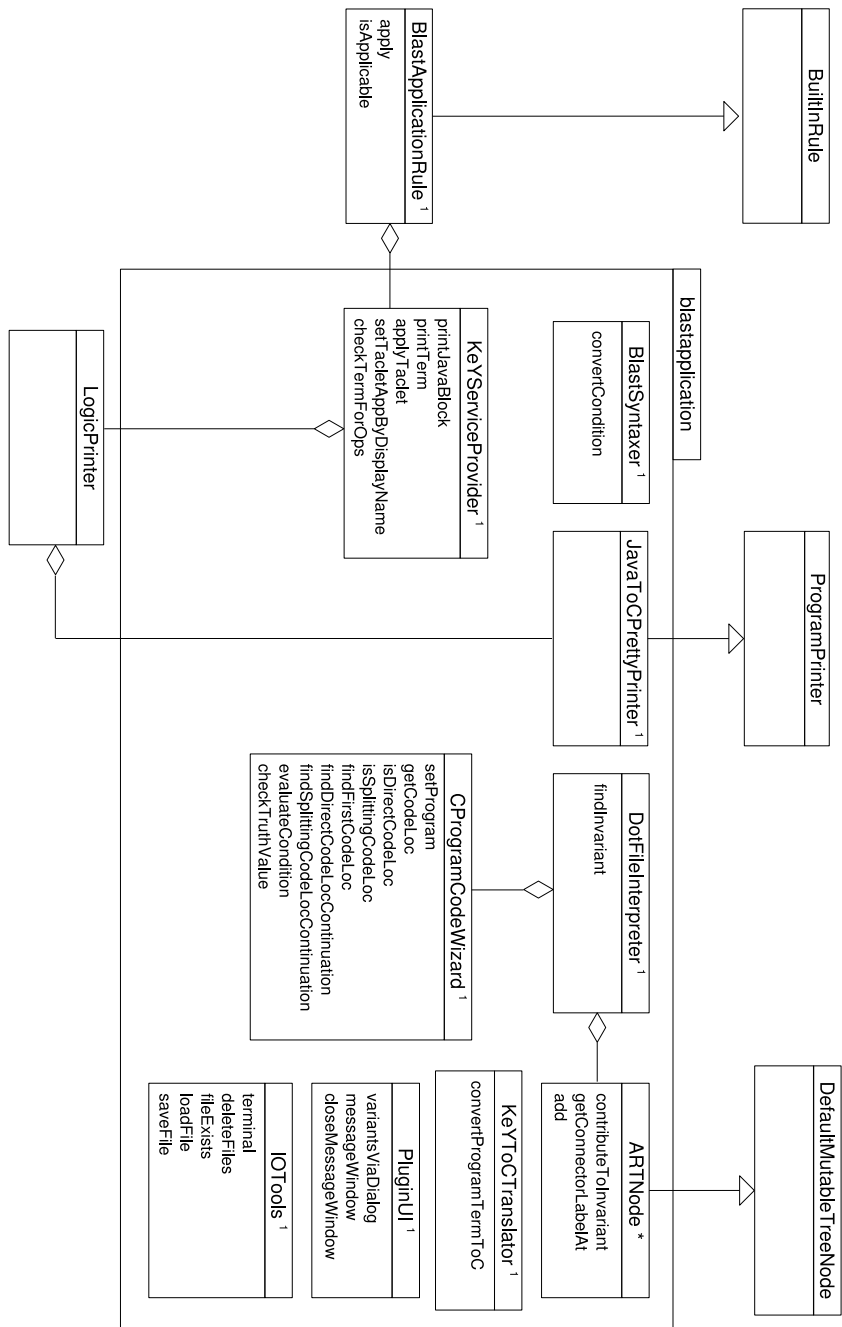 BuiltInRule
ProgramPrinter
DefaultMutableTreeNode
blastapplication
BlastApplicationRule 1
apply
isApplicable
BlastSyntaxer 1
convertCondition
JavaToCPrettyPrinter 1
DotFileInterpreter 1
findInvariant
ARTNode *
contributeToInvariant
getConnectorLabelAt
add
KeYServiceProvider 1
printJavaBlock
printTerm
applyTaclet
setTacletAppByDisplayName
checkTermForOps
CProgramCodeWizard 1
setProgram
getCodeLoc
isDirectCodeLoc
isSplittingCodeLoc
findFirstCodeLoc
findDirectCodeLocContinuation
findSplittingCodeLocContinuation
evaluateCondition
checkTruthValue
KeYToCTranslator 1
convertProgramTermToC
PluginUI 1
variantsViaDialog
messageWindow
closeMessageWindow
IOTools 1
terminal
deleteFiles
fileExists
loadFile
saveFile
LogicPrinter